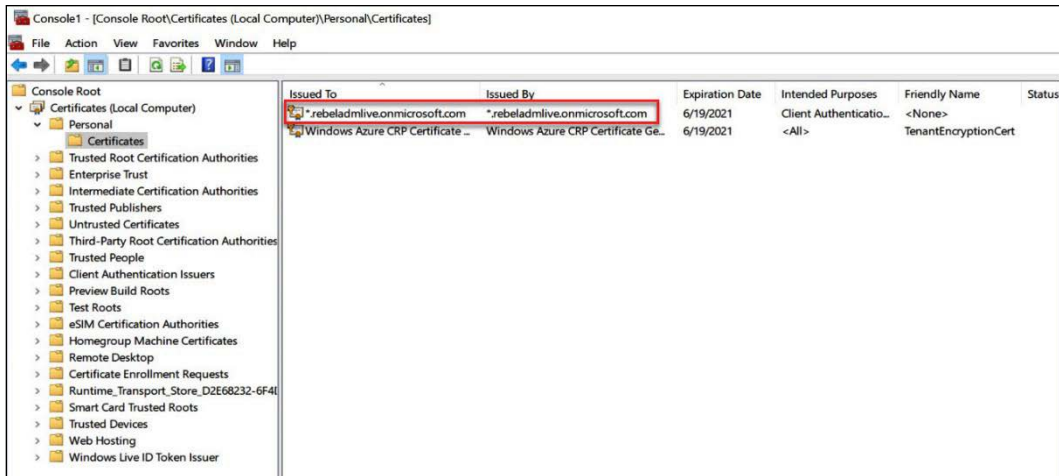 Console1 - [Console Root\Certificates (Local Computer)\Personal\Certificates]
File Action View Favorites Window Help
Console Root
Certificates (Local Computer)
Personal
Certificates
Trusted Root Certification Authorities
Enterprise Trust
Intermediate Certification Authorities
Trusted Publishers
Untrusted Certificates
Third-Party Root Certification Authorities
Trusted People
Client Authentication Issuers
Preview Build Roots
Test Roots
eSIM Certification Authorities
Homegroup Machine Certificates
Remote Desktop
Certificate Enrollment Requests
Runtime_Transport_Store_D2E68232-6F4D
Smart Card Trusted Roots
Trusted Devices
Web Hosting
Windows Live ID Token Issuer
Issued To Issued By Expiration Date Intended Purposes Friendly Name Status
*.rebeladmlive.onmicrosoft.com *.rebeladmlive.onmicrosoft.com 6/19/2021 Client Authenticatio... <None>
Windows Azure CRP Certificate ... Windows Azure CRP Certificate Ge... 6/19/2021 <All> TenantEncryptionCert